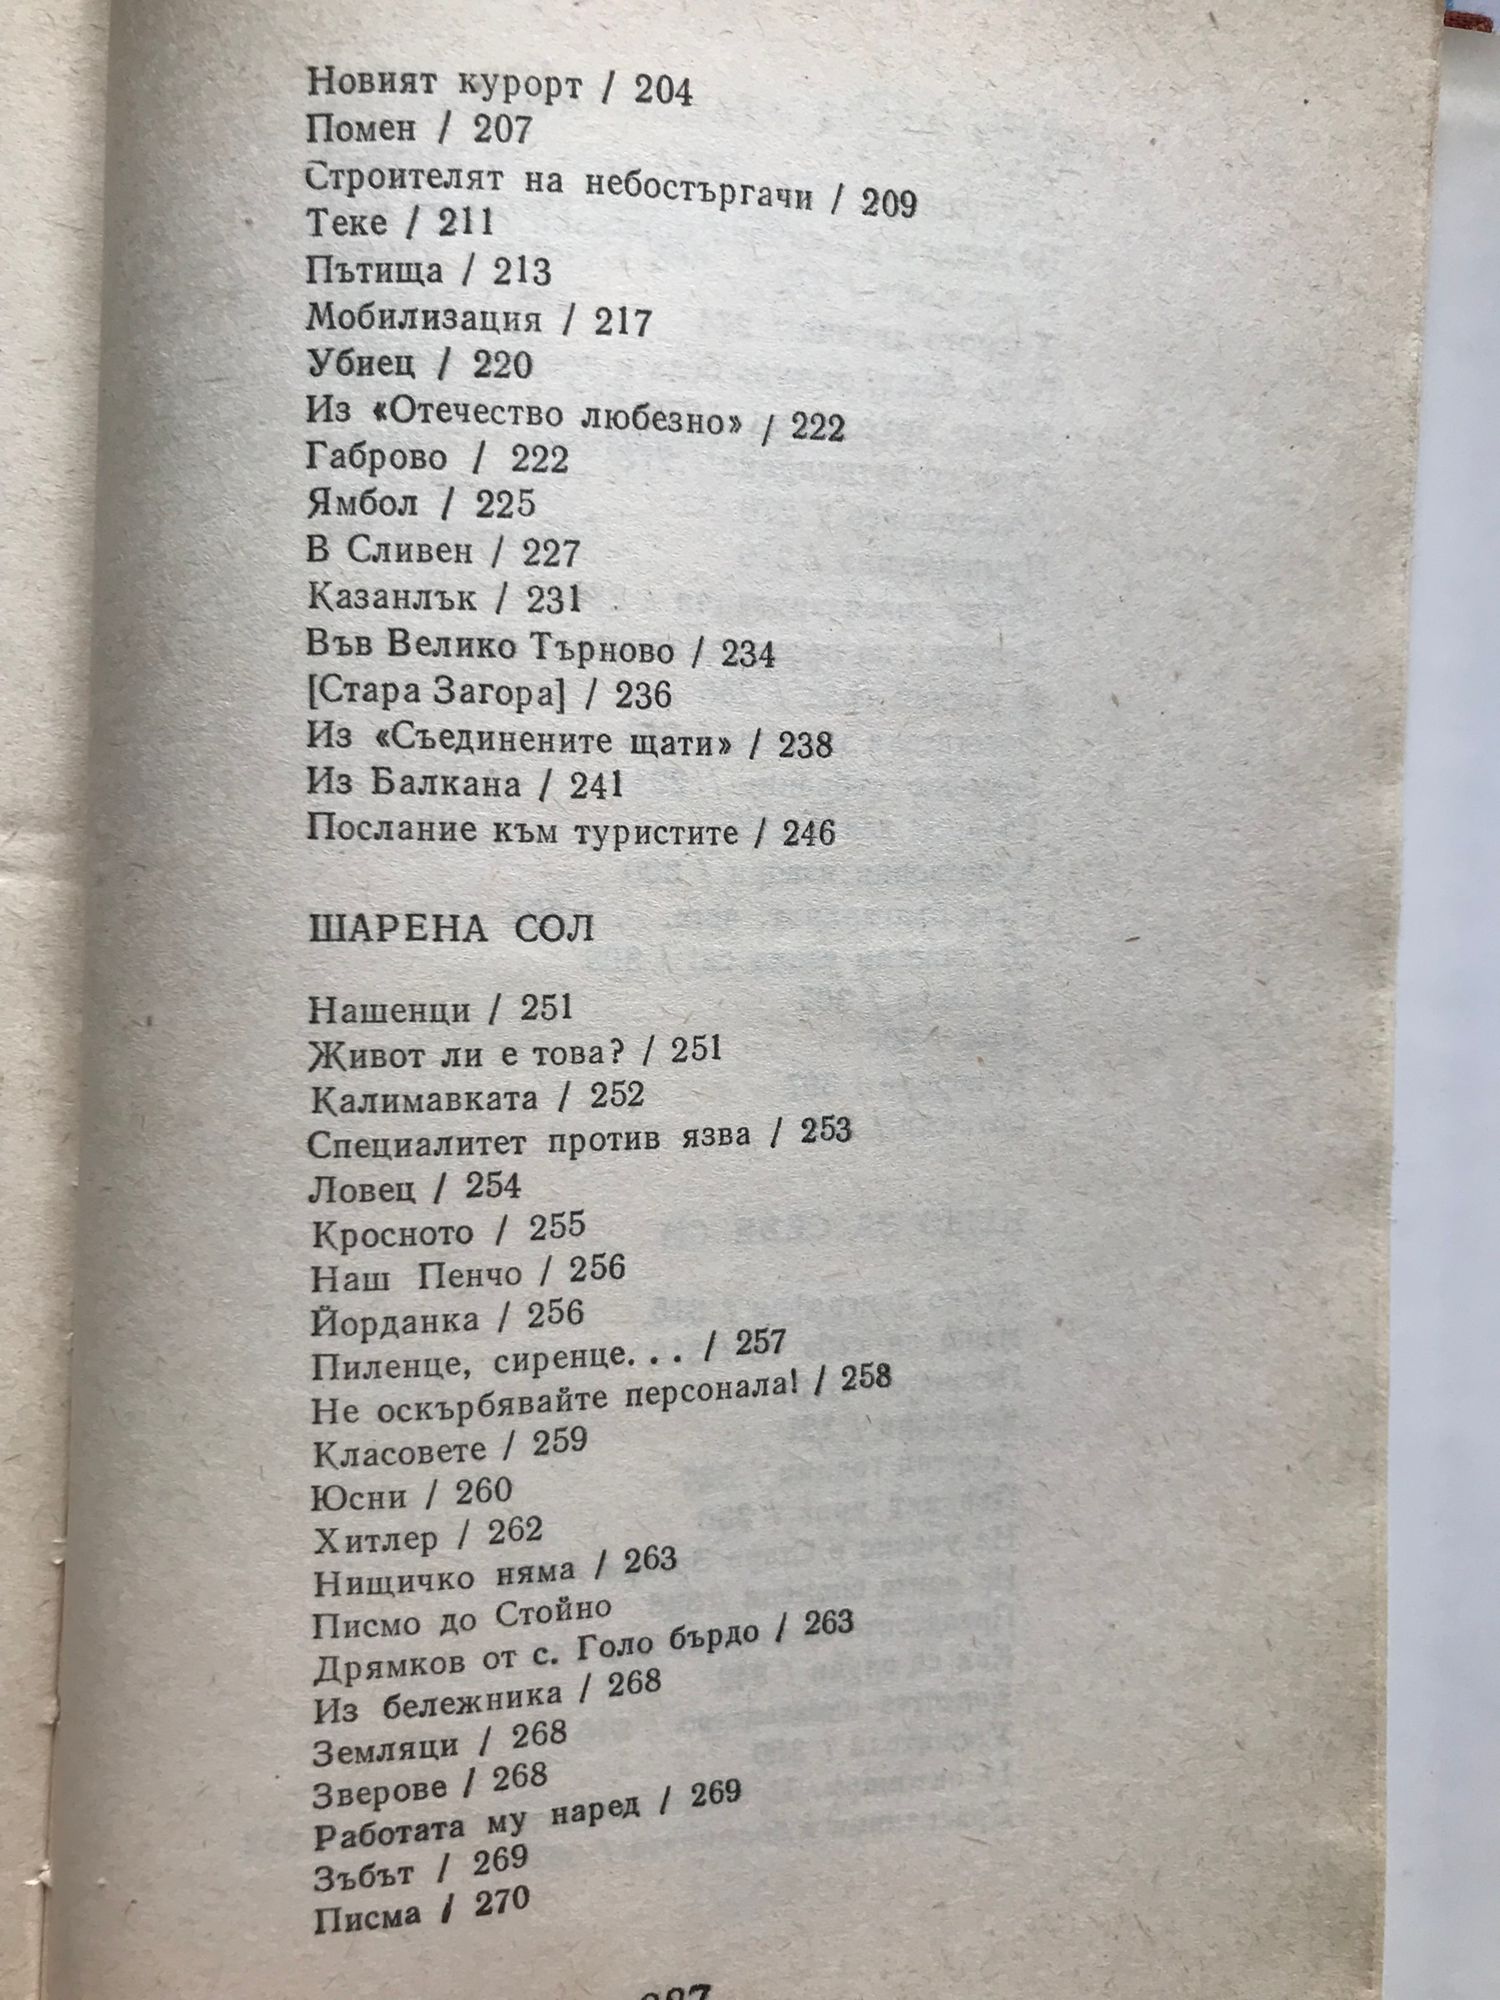 Новият курорт / 204
Помен / 207
Строителят на небостъргачи / 209
Теке / 211
Пътища / 213
Мобилизация / 217
Убиец / 220
Из «Отечество любезно» / 222
Габрово / 222
Ямбол / 225
В Сливен / 227
Казанлък / 231
Във Велико Търново / 234
[Стара Загора] / 236
Из «Съединените щати» / 238
Из Балкана / 241
Послание към туристите / 246
ШАРЕНА СОЛ
Нашенци / 251
Живот ли е това? / 251
Калимавката / 252
Специалитет против язва / 253
Ловец / 254
Кросното / 255
Наш Пенчо / 256
Йорданка / 256
Пиленце, сиренце. . . / 257
Не оскърбявайте персонала! / 258
Класовете / 259
Юсни / 260
Хитлер / 262
Нищичко няма / 263
Писмо до Стойно
Дрямков от с. Голо бърдо / 263
Из бележника / 268
Земляци / 268
Зверове / 268
Работата му наред / 269
Зъбът / 269
Писма / 270